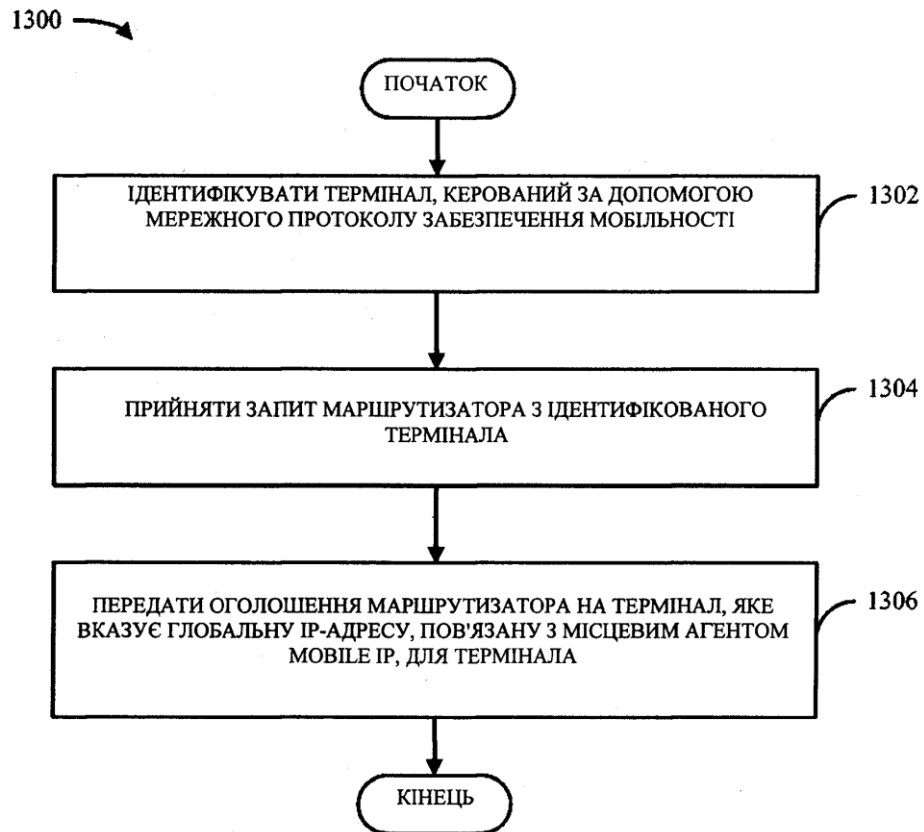 1300
ПОЧАТОК
ІДЕНТИФІКУВАТИ ТЕРМІНАЛ, КЕРОВАНИЙ ЗА ДОПОМОГОЮ
МЕРЕЖНОГО ПРОТОКОЛУ ЗАБЕЗПЕЧЕННЯ МОБІЛЬНОСТІ
1302
ПРИЙНЯТИ ЗАПИТ МАРШРУТИЗАТОРА З ІДЕНТИФІКОВАНОГО
ТЕРМІНАЛА
1304
ПЕРЕДАТИ ОГОЛОШЕННЯ МАРШРУТИЗАТОРА НА ТЕРМІНАЛ, ЯКЕ
ВКАЗУЄ ГЛОБАЛЬНУ IP-АДРЕСУ, ПОВ'ЯЗАНУ З МІСЦЕВИМ АГЕНТОМ
MOBILE IP, ДЛЯ ТЕРМІНАЛА
1306
КІНЕЦЬ